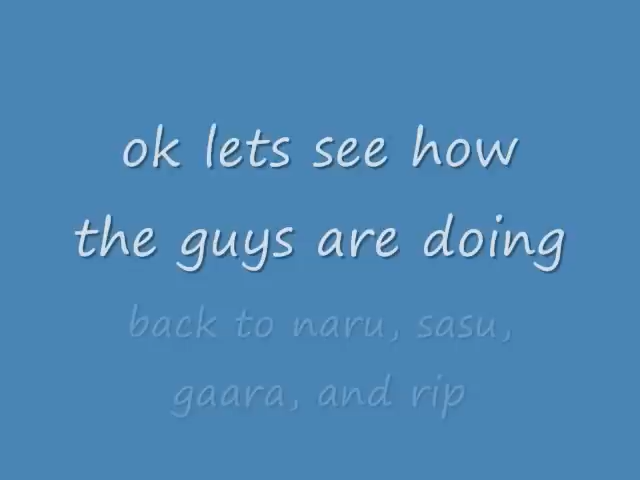 ok lets see how
the guys are doing
back to naru, sasu,
gaara, and rip